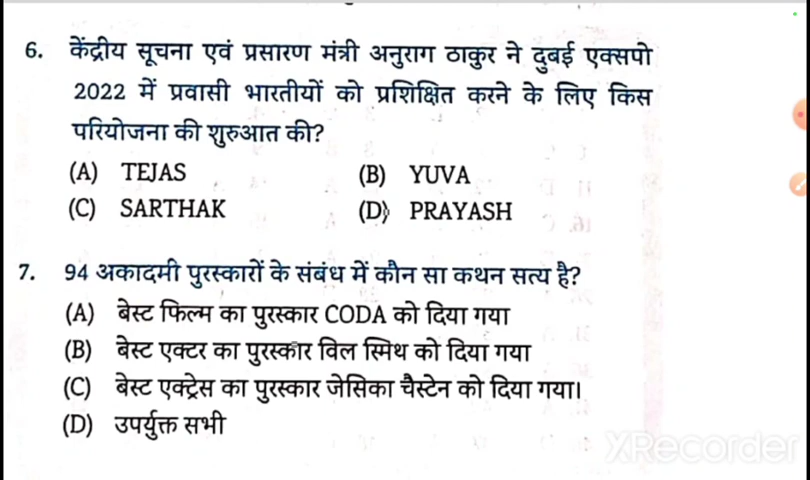 6. केंद्रीय सूचना एवं प्रसारण मंत्री अनुराग ठाकुर ने दुबई एक्सपो
2022 में प्रवासी भारतीयों को प्रशिक्षित करने के लिए किस
परियोजना की शुरुआत की?
(A) TEJAS (B) YUVA
(C) SARTHAK (D) PRAYASH
7. 94 अकादमी पुरस्कारों के संबंध में कौन सा कथन सत्य है?
(A) बेस्ट फिल्म का पुरस्कार CODA को दिया गया
(B) बेस्ट एक्टर का पुरस्कार विल स्मिथ को दिया गया
(C) बेस्ट एक्ट्रेस का पुरस्कार जेसिका चैस्टेन को दिया गया।
(D) उपर्युक्त सभी
XRecorder